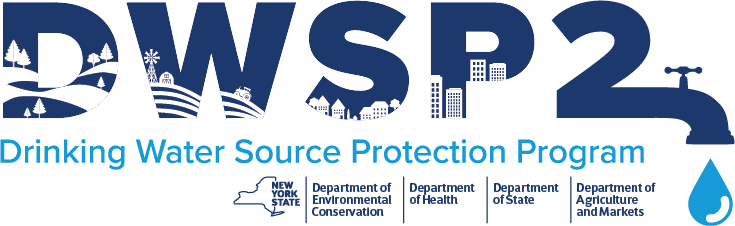 DWSP2
Drinking Water Source Protection Program
NEW
YORK
STATE
Department of
Environmental
Conservation
Department
of Health
Department
of State
Department of
Agriculture
and Markets